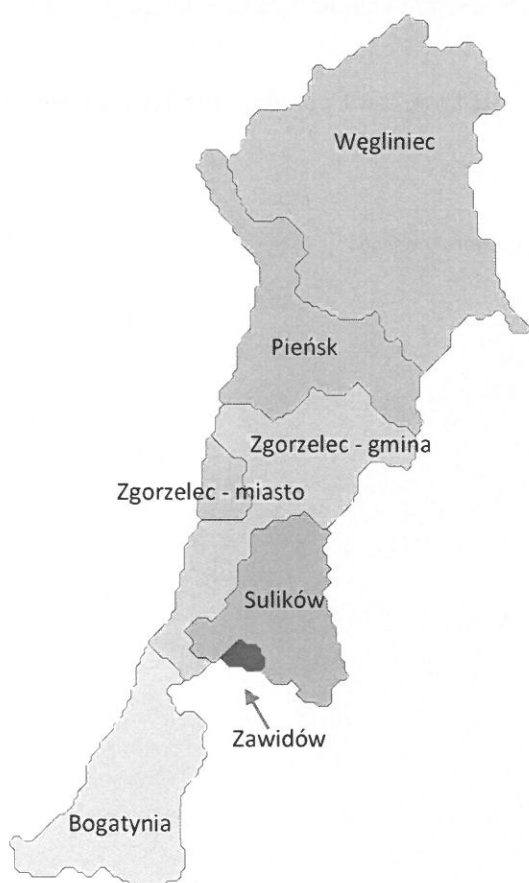 Węgliniec
Pieńsk
Zgorzelec - gmina
Zgorzelec - miasto
Sulików
Zawidów
Bogatynia